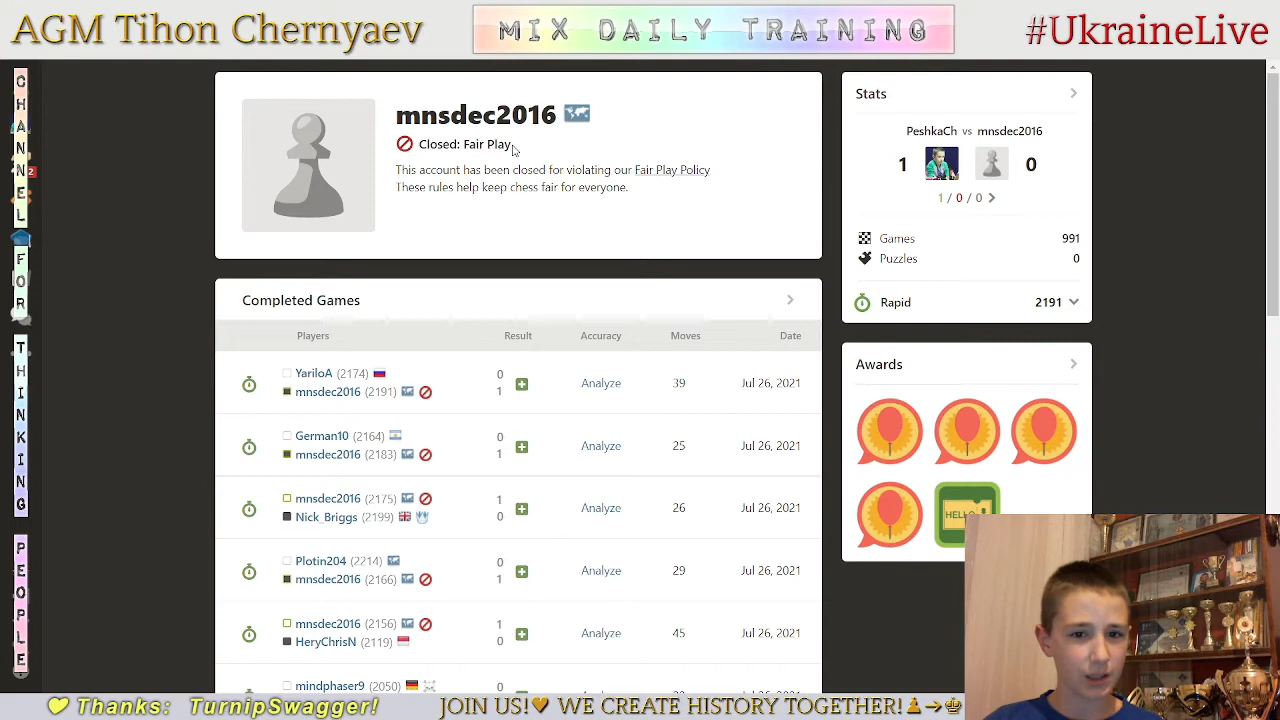 AGM Tihon Chernyaev
MIX DAILY TRAINING
#UkraineLive
CHANNEL FOR THINKING PEOPLE
2
mnsdec2016
Closed: Fair Play
This account has been closed for violating our Fair Play Policy
These rules help keep chess fair for everyone.
Stats
PeshkaCh vs mnsdec2016
1 0
1 / 0 / 0
Games 991
Puzzles 0
Rapid 2191
Awards
HELLO
Completed Games
Players Result Accuracy Moves Date
YariloA (2174) 0
mnsdec2016 (2191) 1
Analyze 39 Jul 26, 2021
German10 (2164) 0
mnsdec2016 (2183) 1
Analyze 25 Jul 26, 2021
mnsdec2016 (2175) 1
Nick_Briggs (2199) 0
Analyze 26 Jul 26, 2021
Plotin204 (2214) 0
mnsdec2016 (2166) 1
Analyze 29 Jul 26, 2021
mnsdec2016 (2156) 1
HeryChrisN (2119) 0
Analyze 45 Jul 26, 2021
mindphaser9 (2050) 0
Thanks: TurnipSwagger!
JOIN US! WE CREATE HISTORY TOGETHER!